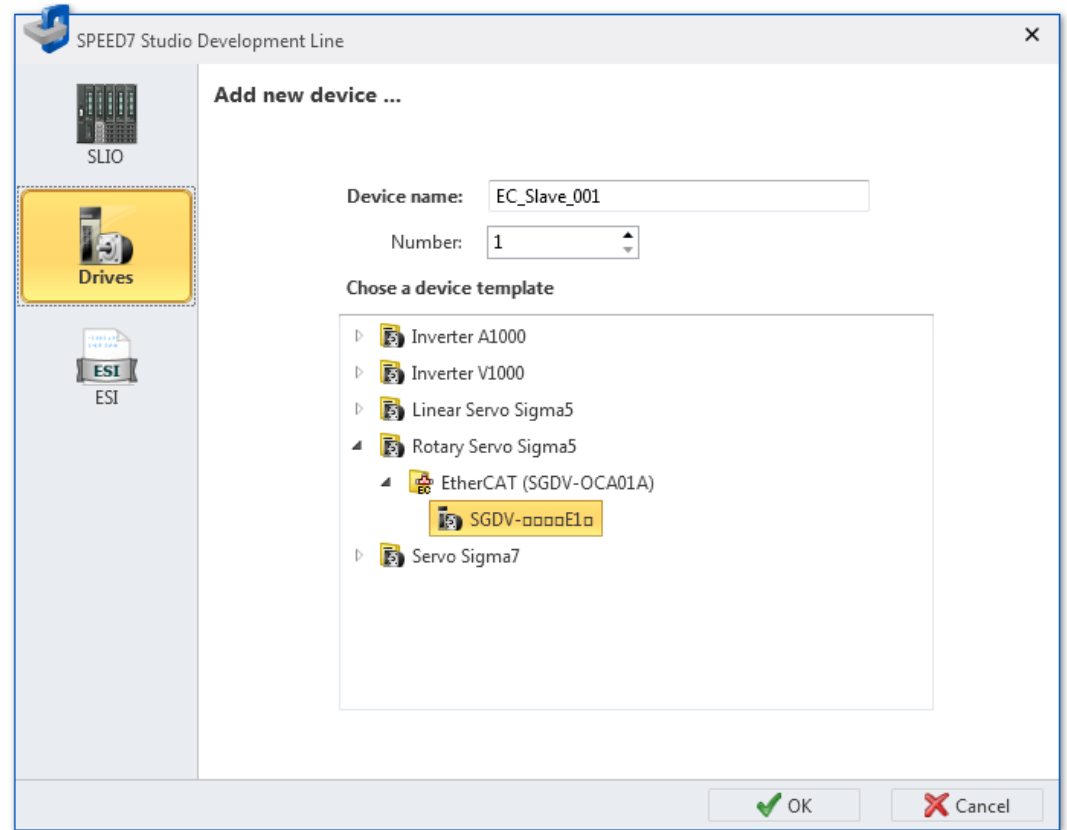 SPEED7 Studio Development Line
SLIO
Drives
ESI
ESI
Add new device ...
Device name: EC_Slave_001
Number: 1
Chose a device template
Inverter A1000
Inverter V1000
Linear Servo Sigma5
Rotary Servo Sigma5
EtherCAT (SGDV-OCA01A)
EC
SGDV-□□□□E1□
Servo Sigma7
OK Cancel